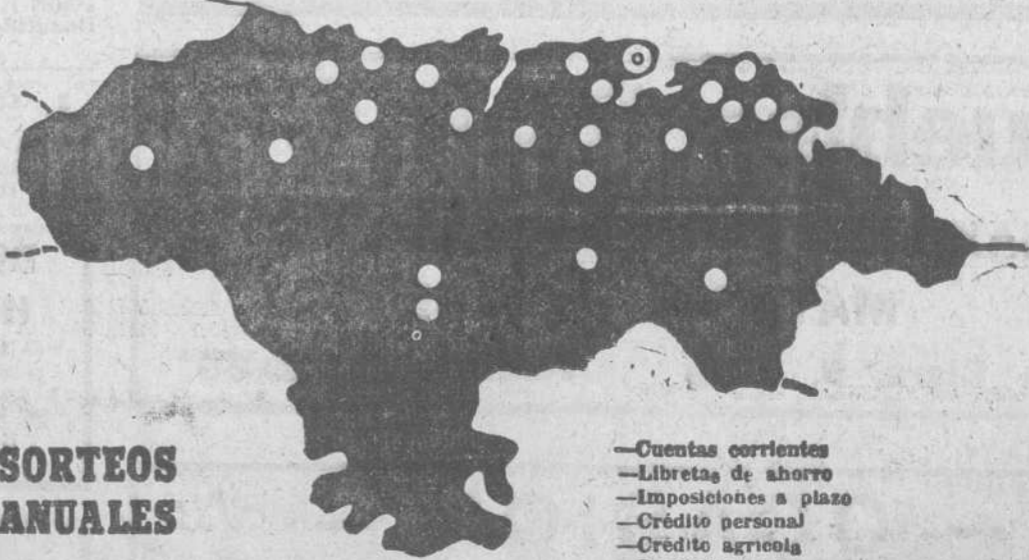 SORTEOS
ANUALES
—Cuentas corrientes
—Libretas de ahorro
—Imposiciones a plazo
—Crédito personal
—Crédito agrícola